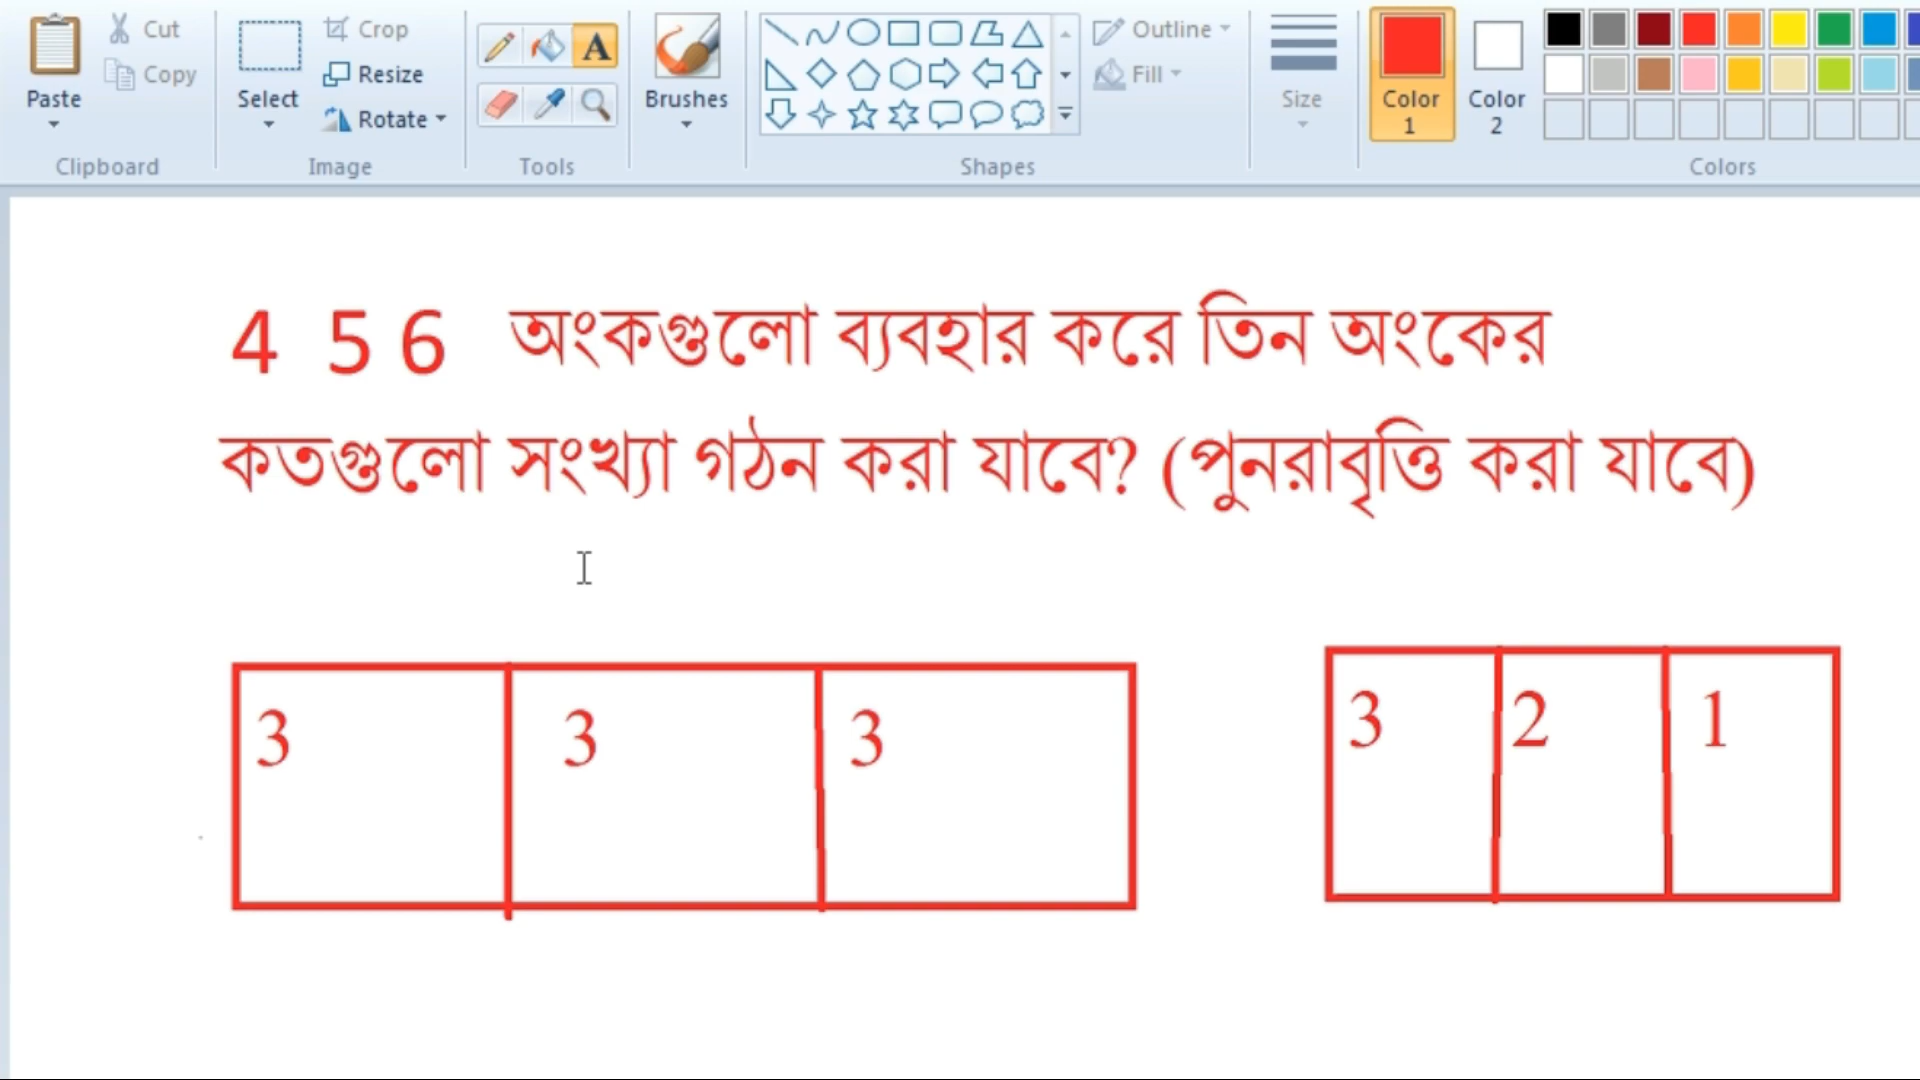 Paste
Cut
Copy
Clipboard
Select
Crop
Resize
Rotate
Image
Tools
Brushes
Shapes
Outline
Fill
Size
Color 1
Color 2
Colors
4 5 6 অংকগুলো ব্যবহার করে তিন অংকের
কতগুলো সংখ্যা গঠন করা যাবে? (পুনরাবৃত্তি করা যাবে)
3 3 3
3 2 1